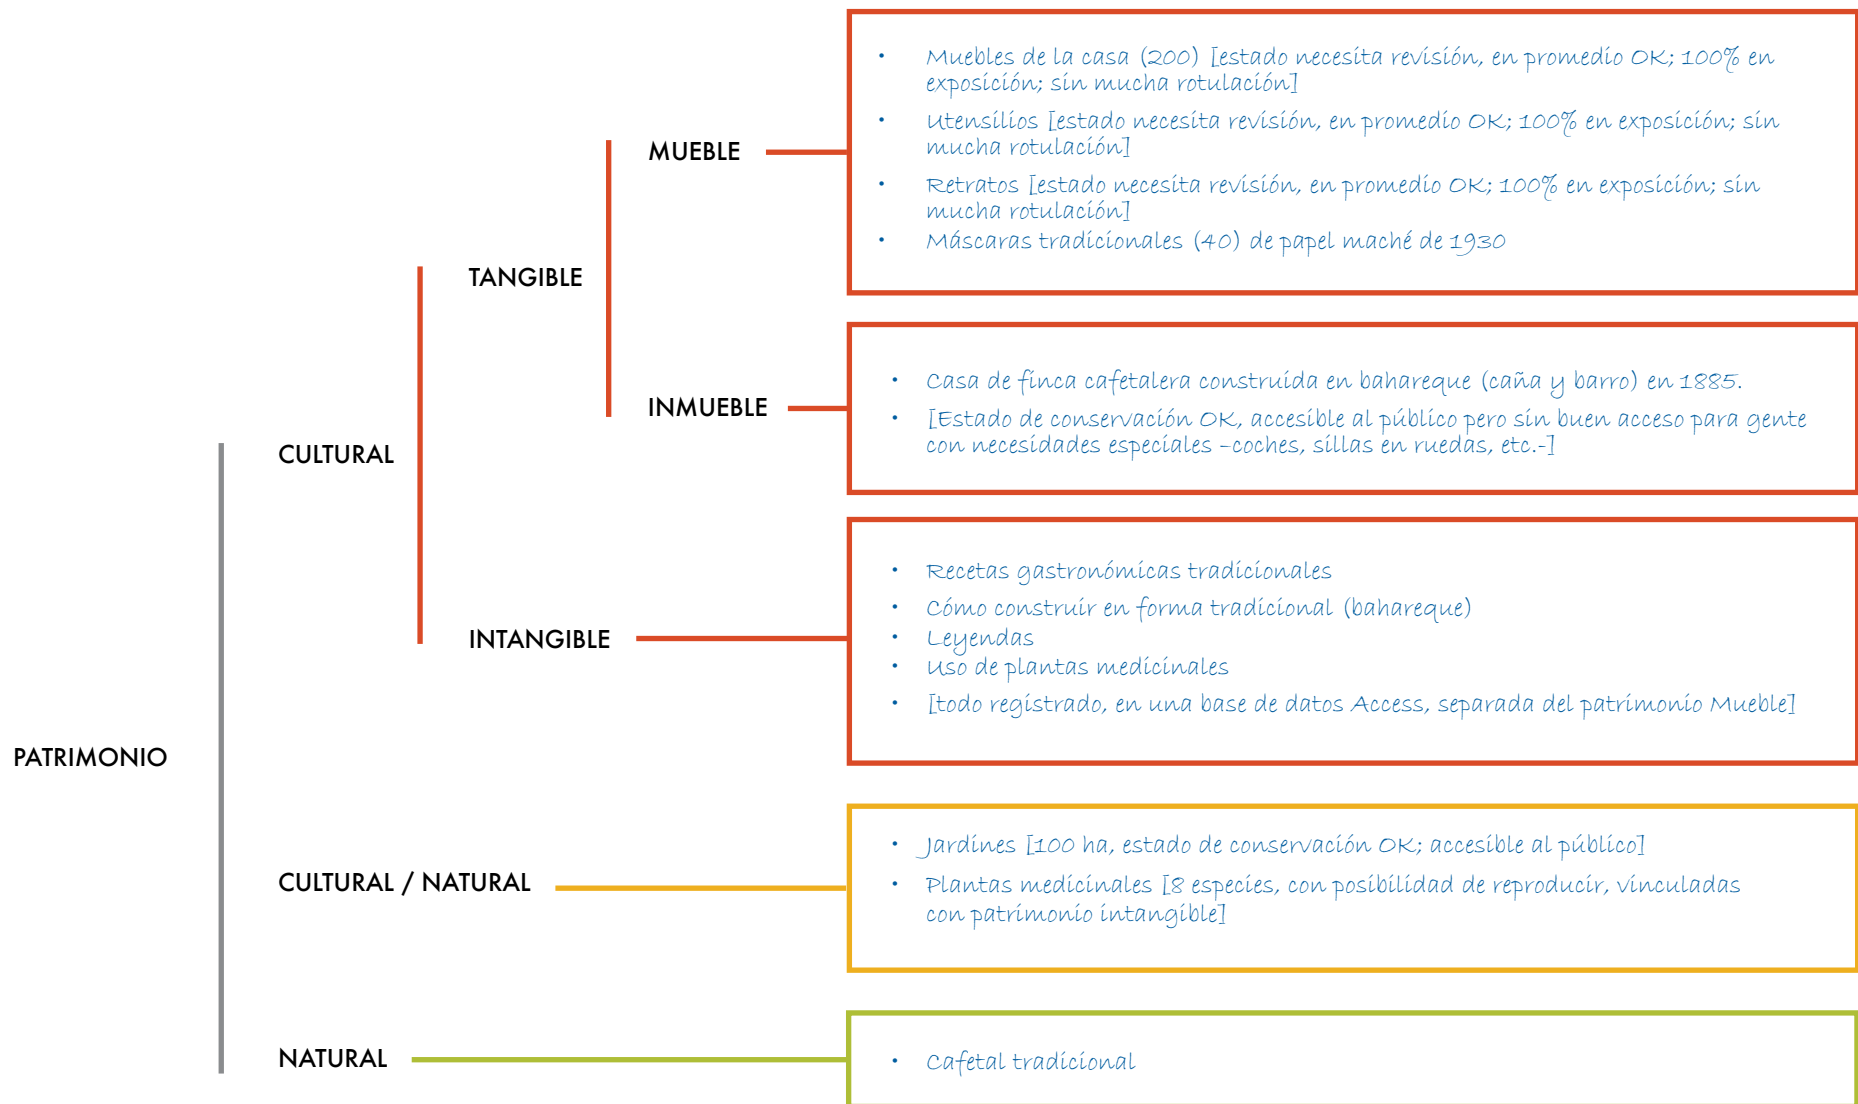 • Muebles de la casa (200) [estado necesita revisión, en promedio OK; 100% en
exposición; sin mucha rotulación]
• Utensilios [estado necesita revisión, en promedio OK; 100% en exposición; sin
mucha rotulación]
MUEBLE
• Retratos [estado necesita revisión, en promedio OK; 100% en exposición; sin
mucha rotulación]
• Máscaras tradicionales (40) de papel maché de 1930
TANGIBLE
• Casa de finca cafetalera construida en bahareque (caña y barro) en 1885.
INMUEBLE
• [Estado de conservación OK, accesible al público pero sin buen acceso para gente
con necesidades especiales –coches, sillas en ruedas, etc.-]
CULTURAL
• Recetas gastronómicas tradicionales
• Cómo construir en forma tradicional (bahareque)
• Leyendas
INTANGIBLE
• Uso de plantas medicinales
• [todo registrado, en una base de datos Access, separada del patrimonio Mueble]
PATRIMONIO
• Jardines [100 ha, estado de conservación OK; accesible al público]
CULTURAL / NATURAL
• Plantas medicinales [8 especies, con posibilidad de reproducir, vinculadas
con patrimonio intangible]
NATURAL
• Cafetal tradicional